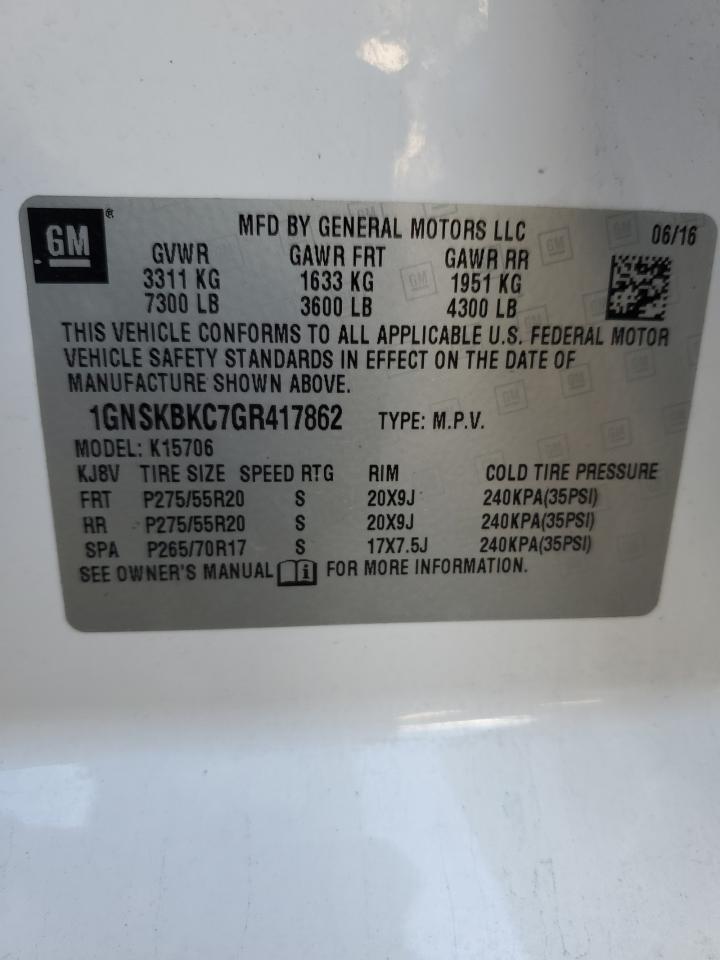 GM ®
MFD BY GENERAL MOTORS LLC 06/16
GVWR GAWR FRT GAWR RR
3311 KG 1633 KG 1951 KG
7300 LB 3600 LB 4300 LB
THIS VEHICLE CONFORMS TO ALL APPLICABLE U.S. FEDERAL MOTOR
VEHICLE SAFETY STANDARDS IN EFFECT ON THE DATE OF
MANUFACTURE SHOWN ABOVE.
1GNSKBKC7GR417862 TYPE: M.P.V.
MODEL: K15706
KJ8V TIRE SIZE SPEED RTG RIM COLD TIRE PRESSURE
FRT P275/55R20 S 20X9J 240KPA(35PSI)
RR P275/55R20 S 20X9J 240KPA(35PSI)
SPA P265/70R17 S 17X7.5J 240KPA(35PSI)
SEE OWNER'S MANUAL i FOR MORE INFORMATION.